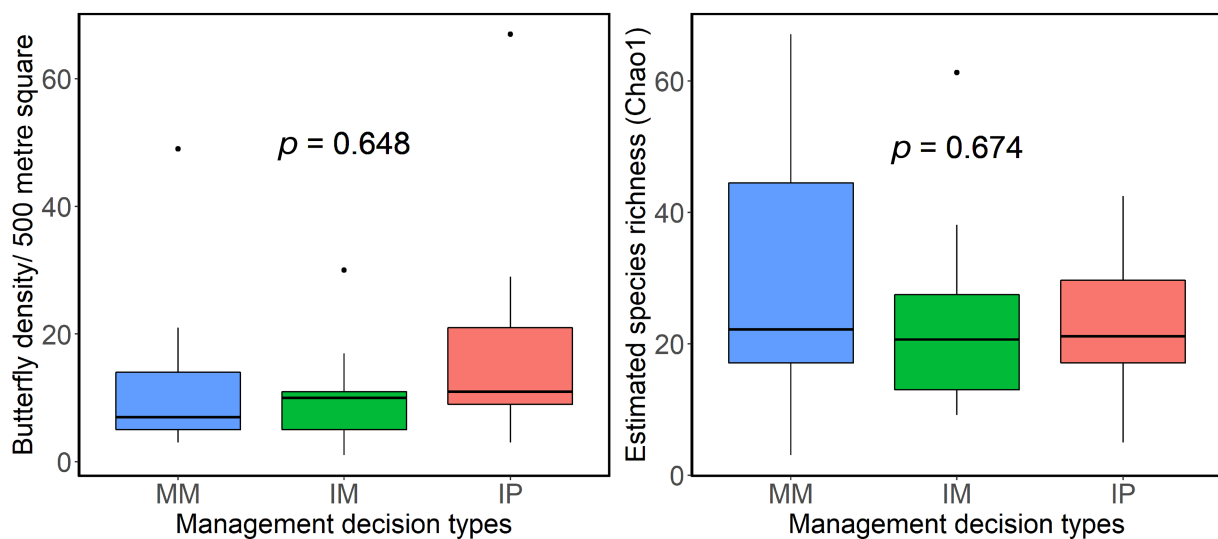 Butterfly density/ 500 metre square
60
40
20
0
p = 0.648
MM IM IP
Management decision types
Estimated species richness (Chao1)
60
40
20
0
p = 0.674
MM IM IP
Management decision types